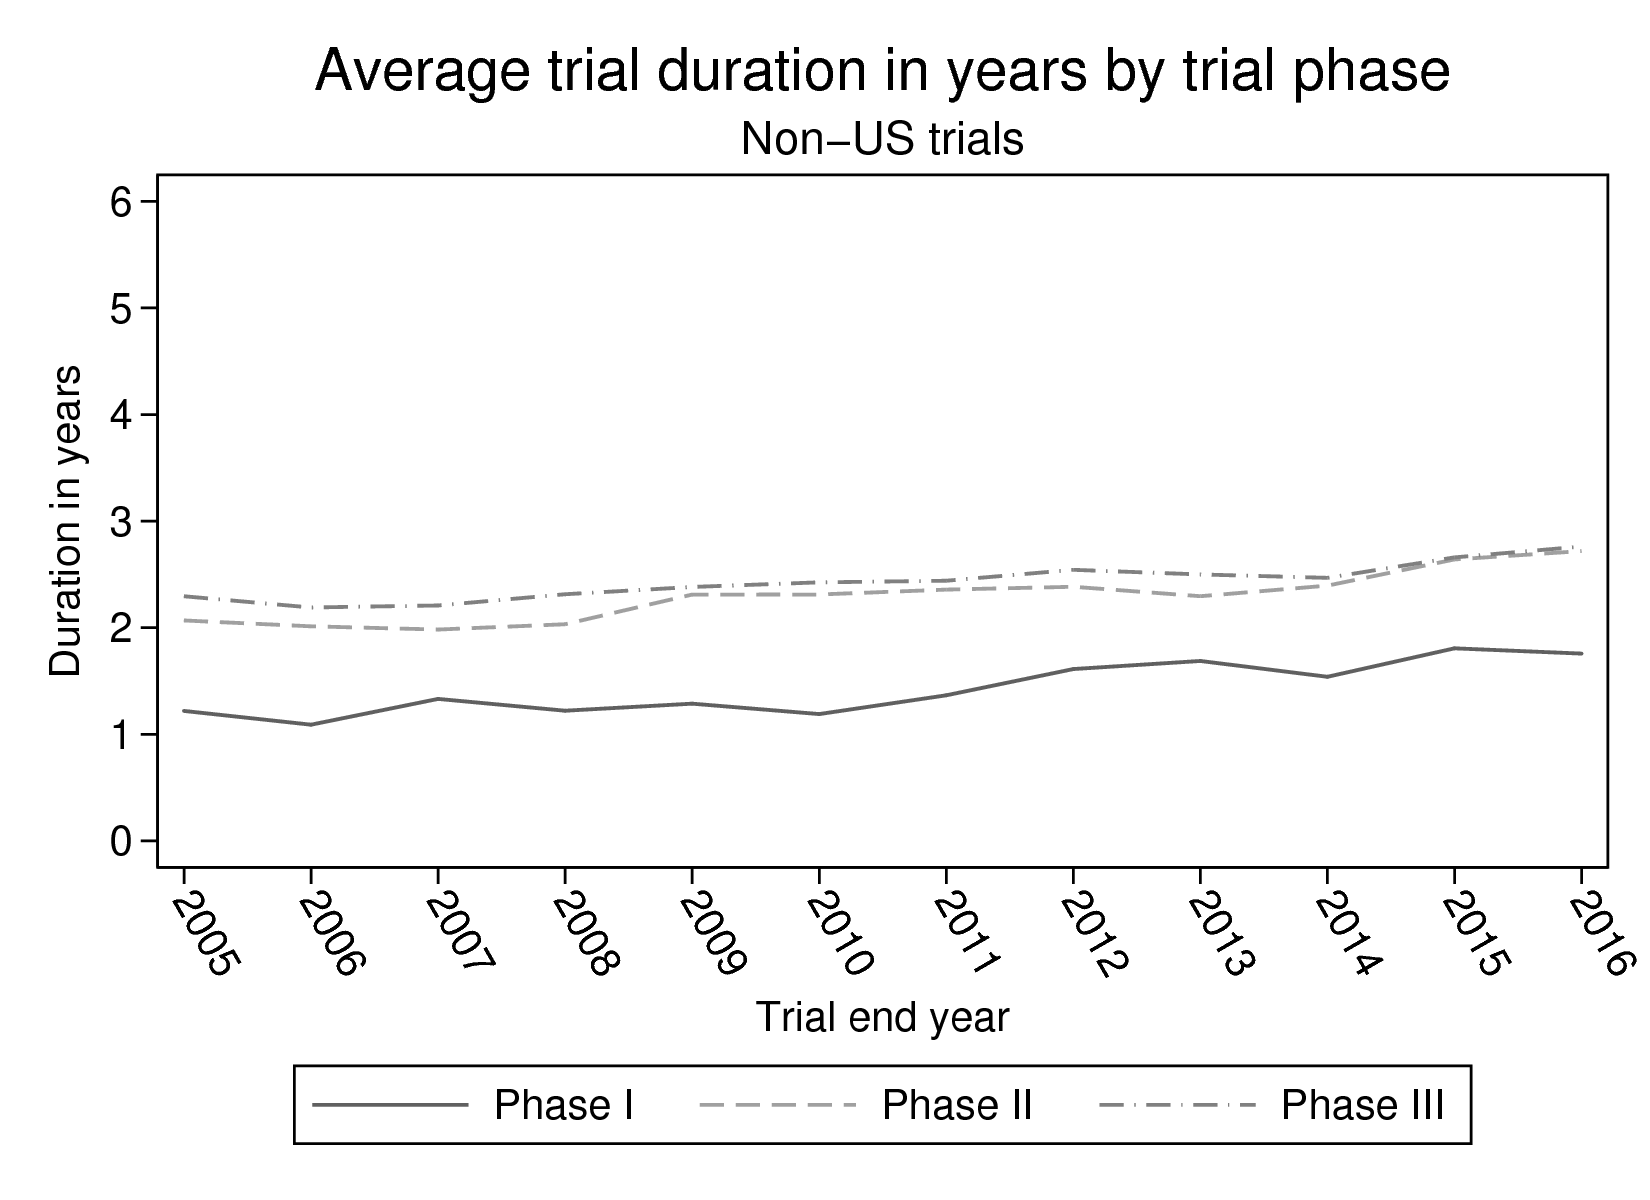 Average trial duration in years by trial phase
Non−US trials
Duration in years
6
5
4
3
2
1
0
2005
2006
2007
2008
2009
2010
2011
2012
2013
2014
2015
2016
Trial end year
Phase I
Phase II
Phase III